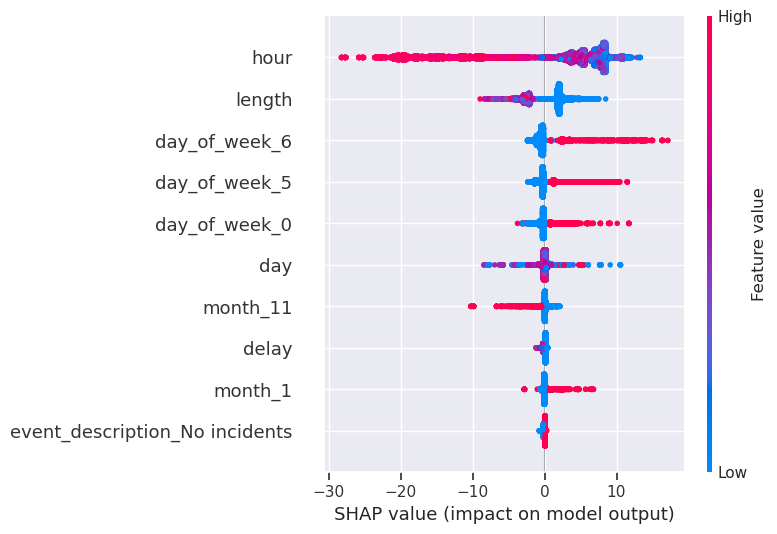 High
hour
length
day_of_week_6
day_of_week_5
day_of_week_0
day
month_11
delay
month_1
event_description_No incidents
Feature value
Low
−30 −20 −10 0 10
SHAP value (impact on model output)